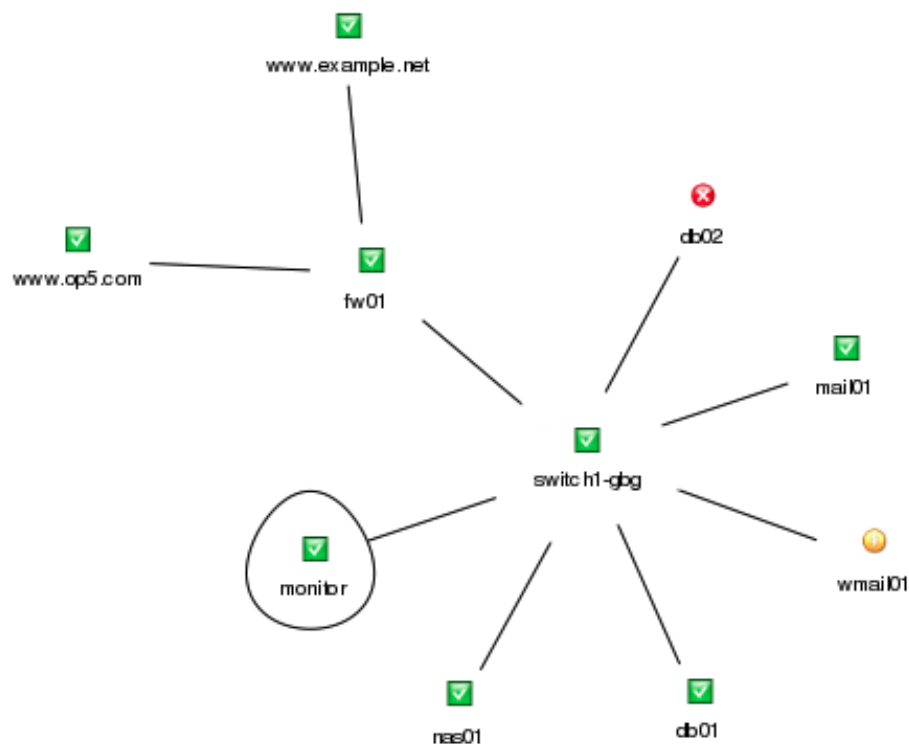 www.example.net
db02
www.op5.com
fw01
mail01
switch1-gbg
monitor
wmail01
nas01
db01